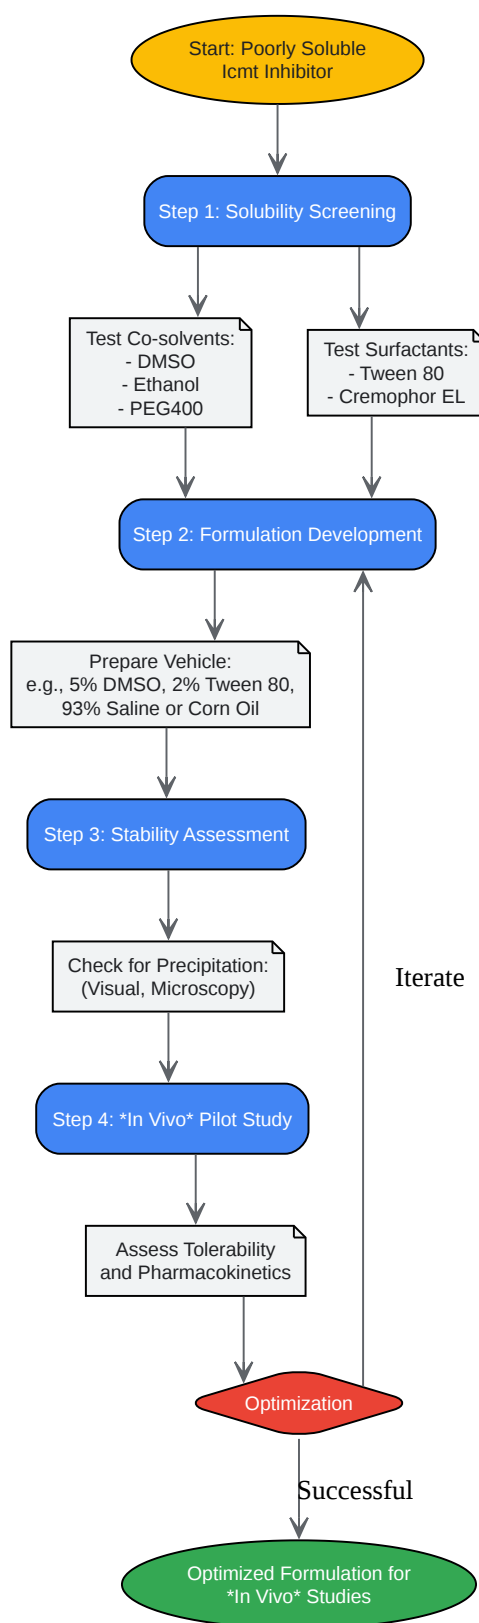 Start: Poorly Soluble
Icmt Inhibitor
Step 1: Solubility Screening
Test Co-solvents:
- DMSO
- Ethanol
- PEG400
Test Surfactants:
- Tween 80
- Cremophor EL
Step 2: Formulation Development
Prepare Vehicle:
e.g., 5% DMSO, 2% Tween 80,
93% Saline or Corn Oil
Step 3: Stability Assessment
Check for Precipitation:
(Visual, Microscopy)
Iterate
Step 4: *In Vivo* Pilot Study
Assess Tolerability
and Pharmacokinetics
Optimization
Successful
Optimized Formulation for
*In Vivo* Studies